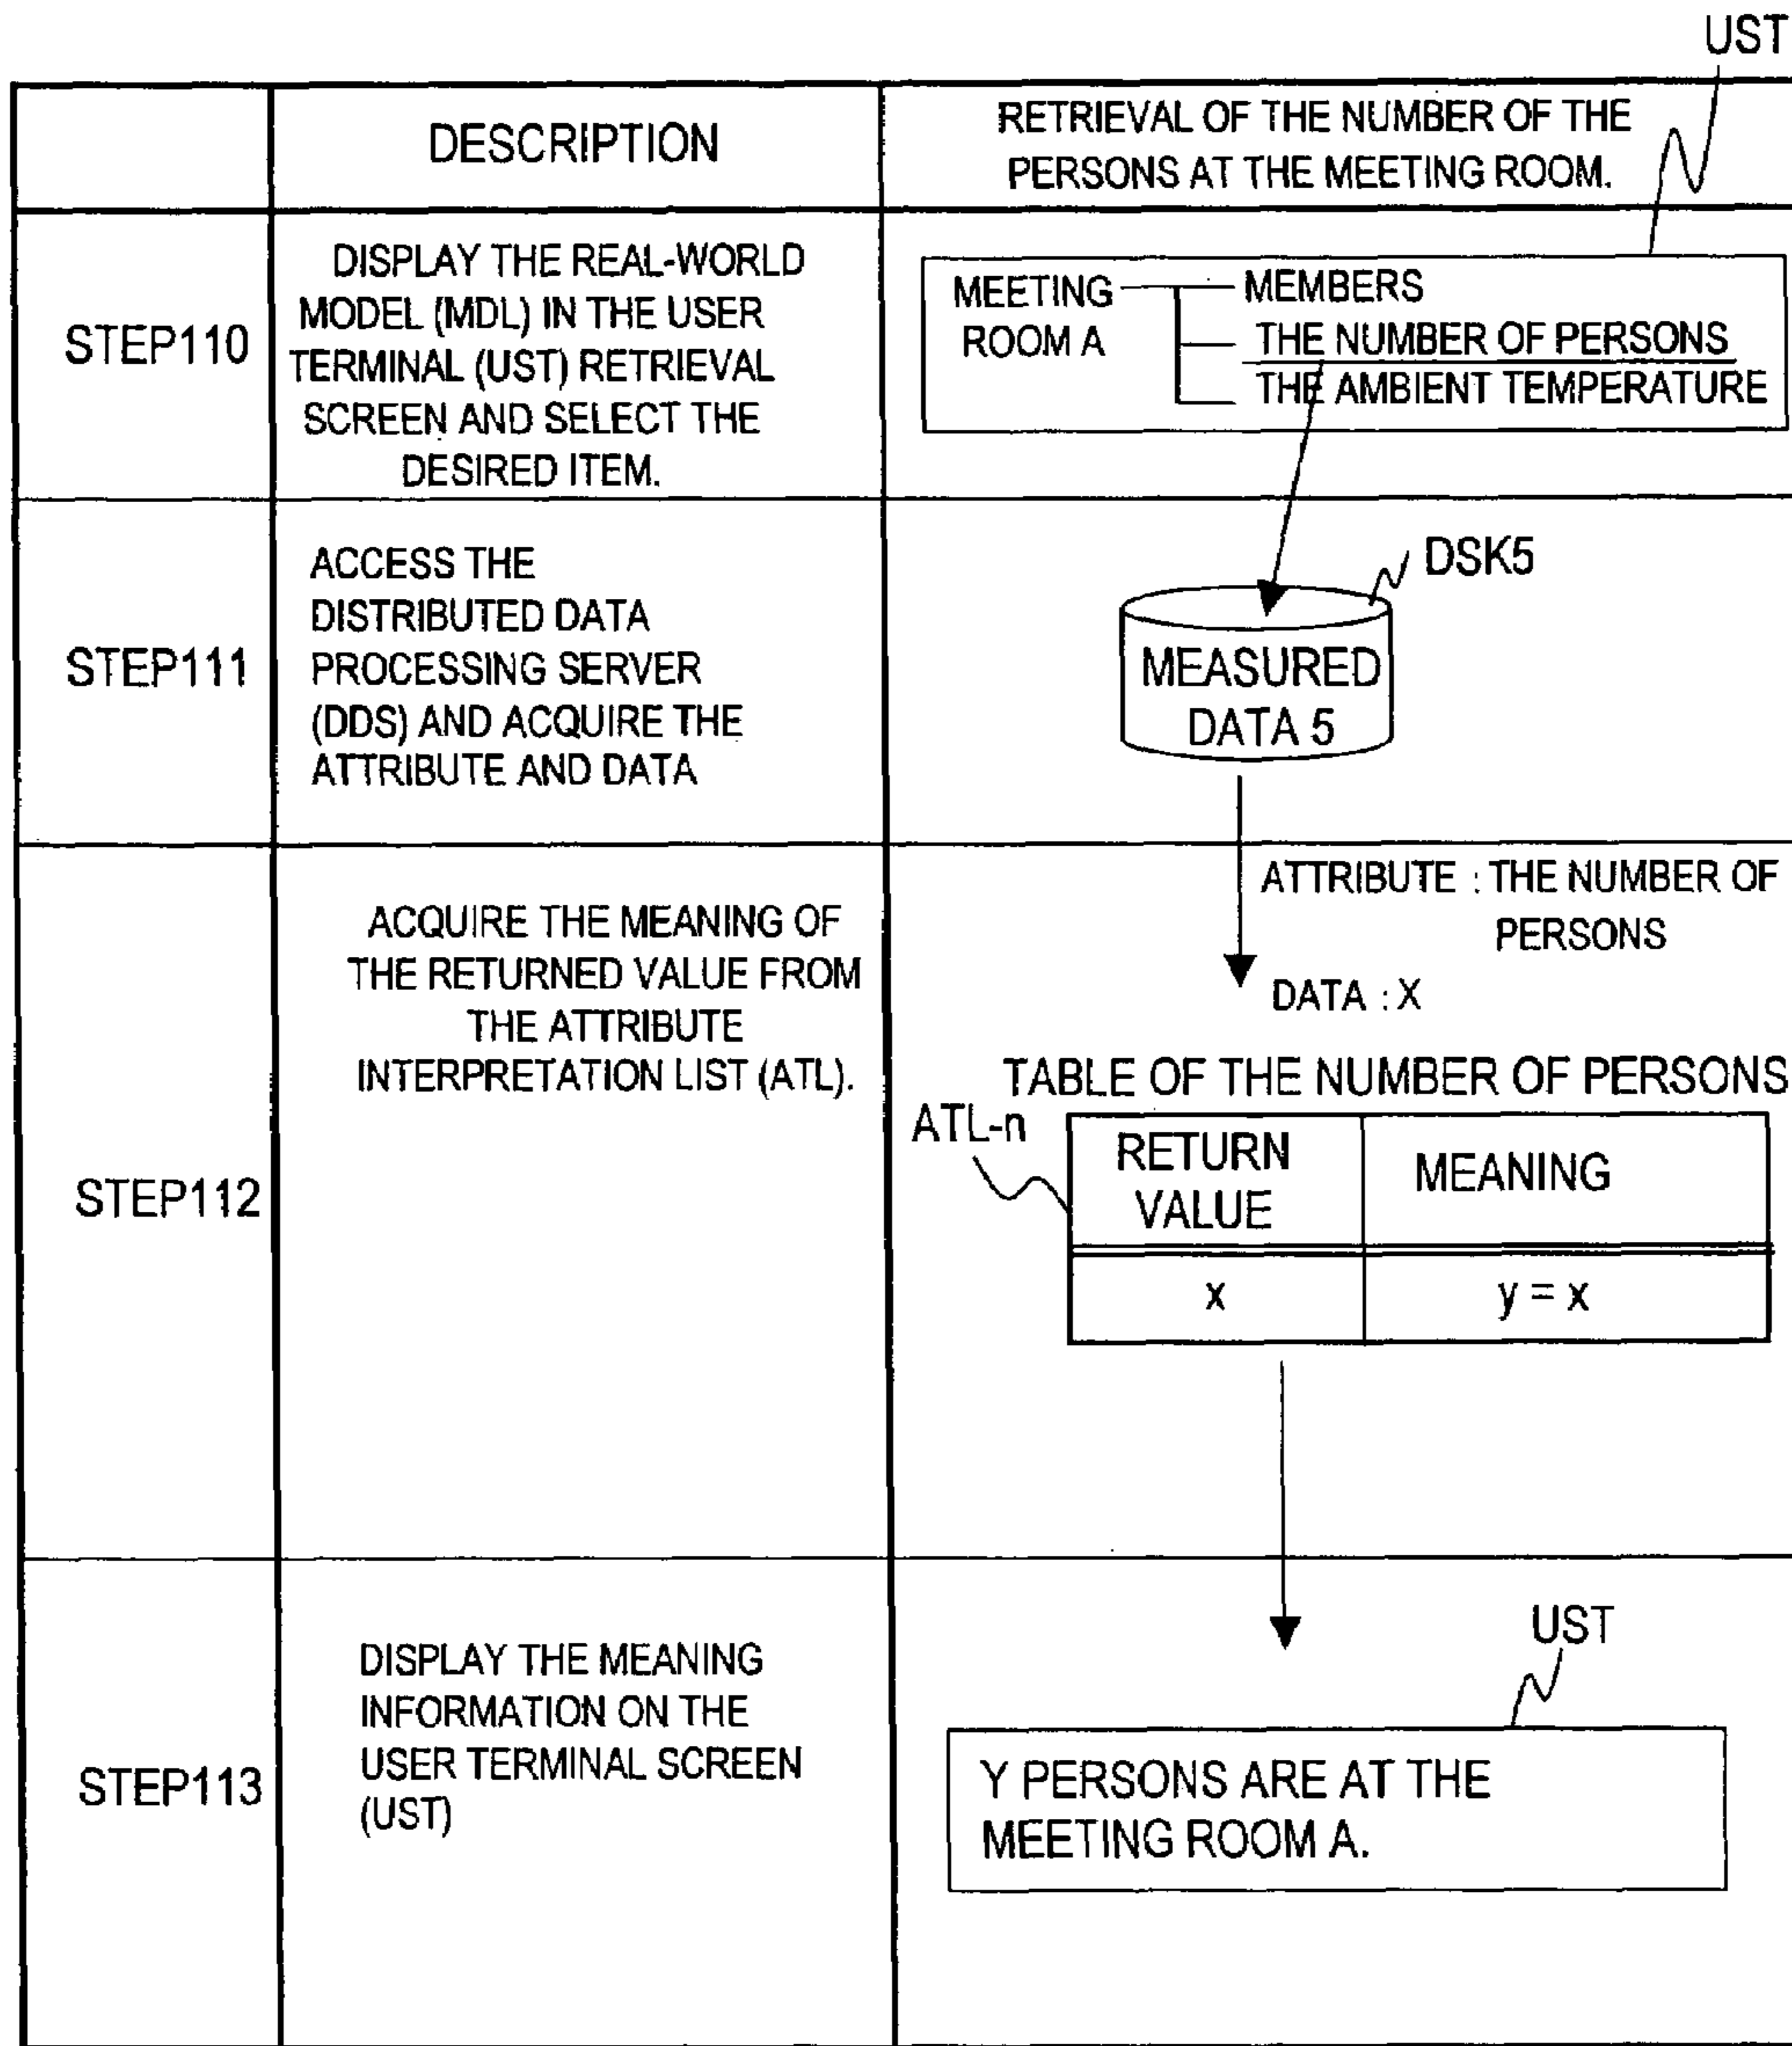 UST
DESCRIPTION
RETRIEVAL OF THE NUMBER OF THE
PERSONS AT THE MEETING ROOM.
STEP110
DISPLAY THE REAL-WORLD
MODEL (MDL) IN THE USER
TERMINAL (UST) RETRIEVAL
SCREEN AND SELECT THE
DESIRED ITEM.
MEETING
ROOM A
MEMBERS
THE NUMBER OF PERSONS
THE AMBIENT TEMPERATURE
STEP111
ACCESS THE
DISTRIBUTED DATA
PROCESSING SERVER
(DDS) AND ACQUIRE THE
ATTRIBUTE AND DATA
DSK5
MEASURED
DATA 5
STEP112
ACQUIRE THE MEANING OF
THE RETURNED VALUE FROM
THE ATTRIBUTE
INTERPRETATION LIST (ATL).
ATTRIBUTE : THE NUMBER OF
PERSONS
DATA : X
TABLE OF THE NUMBER OF PERSONS
ATL-n
RETURN
VALUE
MEANING
x
y = x
STEP113
DISPLAY THE MEANING
INFORMATION ON THE
USER TERMINAL SCREEN
(UST)
UST
Y PERSONS ARE AT THE
MEETING ROOM A.